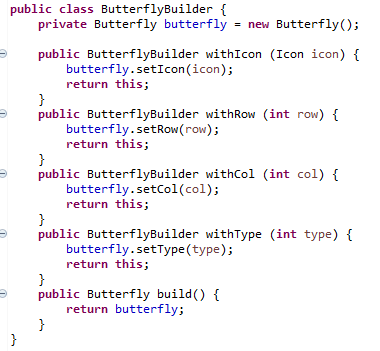 public class ButterflyBuilder {
    private Butterfly butterfly = new Butterfly();

    public ButterflyBuilder withIcon (Icon icon) {
        butterfly.setIcon(icon);
        return this;
    }
    public ButterflyBuilder withRow (int row) {
        butterfly.setRow(row);
        return this;
    }
    public ButterflyBuilder withCol (int col) {
        butterfly.setCol(col);
        return this;
    }
    public ButterflyBuilder withType (int type) {
        butterfly.setType(type);
        return this;
    }
    public Butterfly build() {
        return butterfly;
    }
}